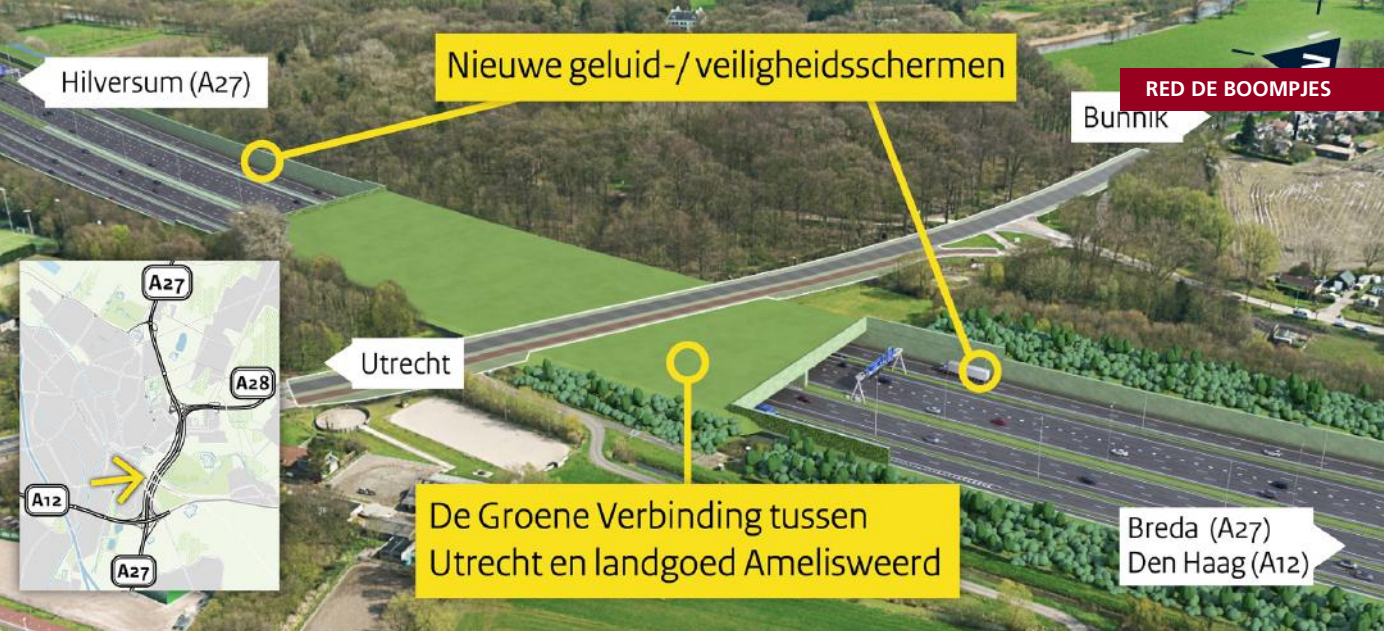 Hilversum (A27)
Nieuwe geluid-/ veiligheidsschermen
RED DE BOOMPJES
Bunnik
Utrecht
A27
A28
A12
A27
De Groene Verbinding tussen
Utrecht en landgoed Amelisweerd
Breda (A27)
Den Haag (A12)